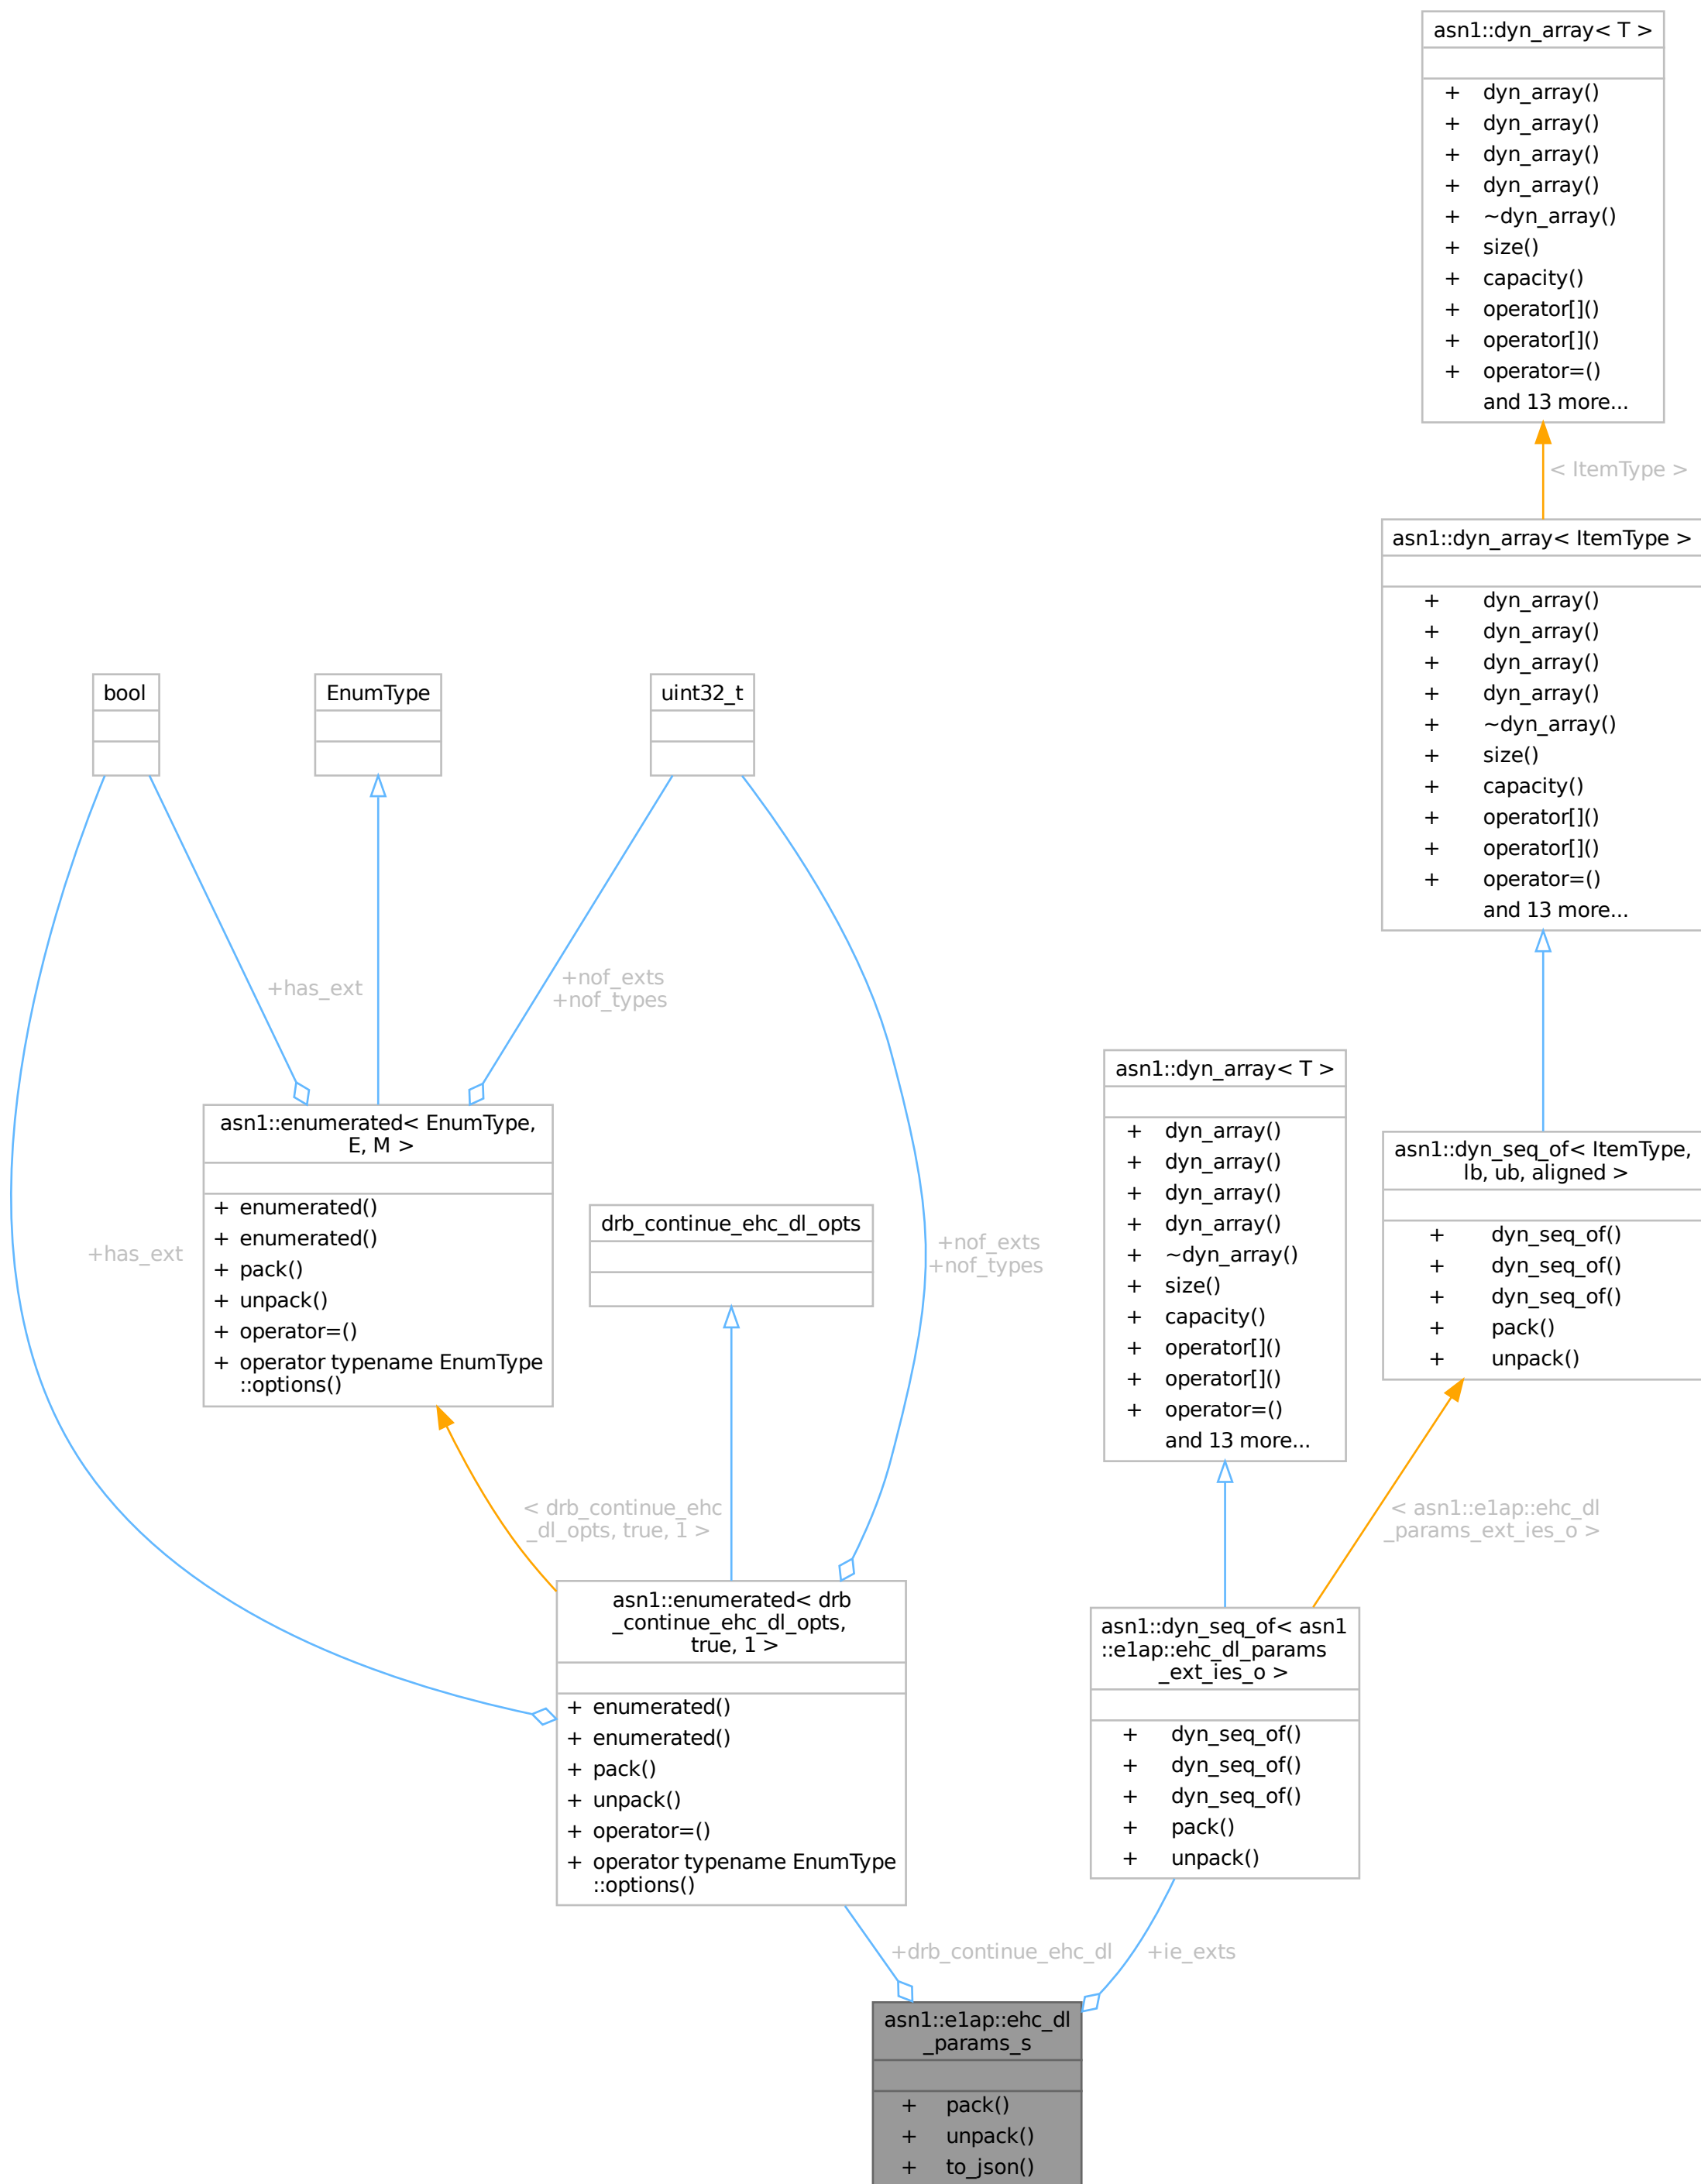 asn1::dyn_array< T >
+ dyn_array()
+ dyn_array()
+ dyn_array()
+ dyn_array()
+ ~dyn_array()
+ size()
+ capacity()
+ operator[]()
+ operator[]()
+ operator=()
and 13 more...
< ItemType >
asn1::dyn_array< ItemType >
+ dyn_array()
+ dyn_array()
+ dyn_array()
+ dyn_array()
+ ~dyn_array()
+ size()
+ capacity()
+ operator[]()
+ operator[]()
+ operator=()
and 13 more...
bool
EnumType
uint32_t
+has_ext
+nof_exts
+nof_types
asn1::enumerated< EnumType,
E, M >
+ enumerated()
+ enumerated()
+ pack()
+ unpack()
+ operator=()
+ operator typename EnumType
::options()
+has_ext
drb_continue_ehc_dl_opts
+nof_exts
+nof_types
asn1::dyn_array< T >
+ dyn_array()
+ dyn_array()
+ dyn_array()
+ dyn_array()
+ ~dyn_array()
+ size()
+ capacity()
+ operator[]()
+ operator[]()
+ operator=()
and 13 more...
asn1::dyn_seq_of< ItemType,
lb, ub, aligned >
+ dyn_seq_of()
+ dyn_seq_of()
+ dyn_seq_of()
+ pack()
+ unpack()
< drb_continue_ehc
_dl_opts, true, 1 >
< asn1::e1ap::ehc_dl
_params_ext_ies_o >
asn1::enumerated< drb
_continue_ehc_dl_opts,
true, 1 >
+ enumerated()
+ enumerated()
+ pack()
+ unpack()
+ operator=()
+ operator typename EnumType
::options()
asn1::dyn_seq_of< asn1
::e1ap::ehc_dl_params
_ext_ies_o >
+ dyn_seq_of()
+ dyn_seq_of()
+ dyn_seq_of()
+ pack()
+ unpack()
+drb_continue_ehc_dl
+ie_exts
asn1::e1ap::ehc_dl
_params_s
+ pack()
+ unpack()
+ to_json()